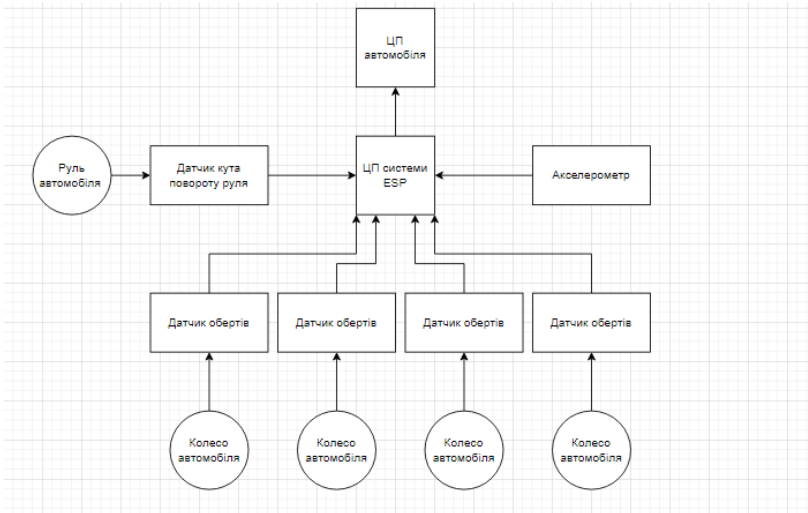 ЦП
автомобіля
Руль
автомобіля
Датчик кута
повороту руля
ЦП системи
ESP
Акселерометр
Датчик обертів
Датчик обертів
Датчик обертів
Датчик обертів
Колесо
автомобіля
Колесо
автомобіля
Колесо
автомобіля
Колесо
автомобіля